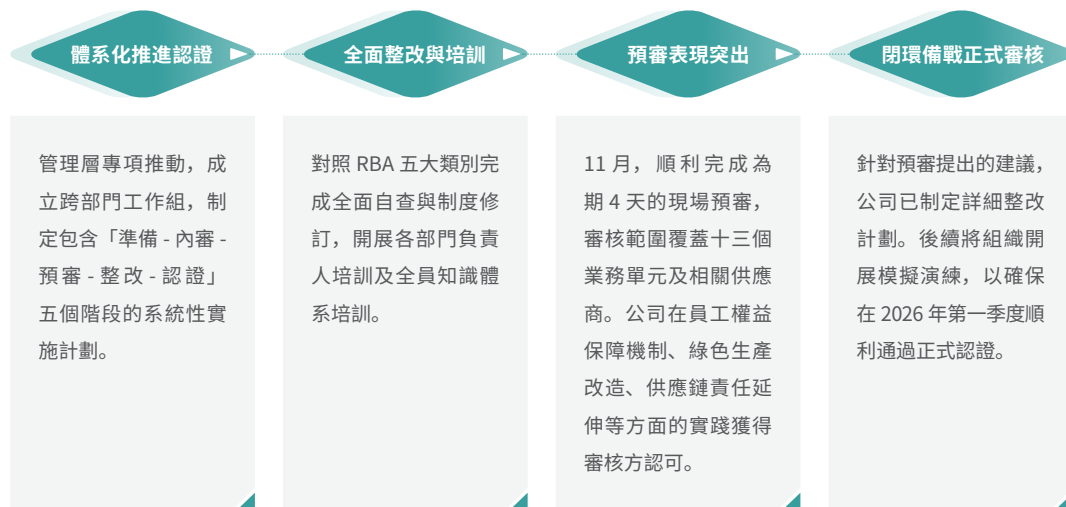 體系化推進認證
管理層專項推動，成
立跨部門工作組，制
定包含「準備 - 內審 -
預審 - 整改 - 認證」
五個階段的系統性實
施計劃。
全面整改與培訓
對照 RBA 五大類別完
成全面自查與制度修
訂，開展各部門負責
人培訓及全員知識體
系培訓。
預審表現突出
11 月，順利完成為
期 4 天的現場預審，
審核範圍覆蓋十三個
業務單元及相關供應
商。公司在員工權益
保障機制、綠色生產
改造、供應鏈責任延
伸等方面的實踐獲得
審核方認可。
閉環備戰正式審核
針對預審提出的建議，
公司已制定詳細整改
計劃。後續將組織開
展模擬演練，以確保
在 2026 年第一季度順
利通過正式認證。